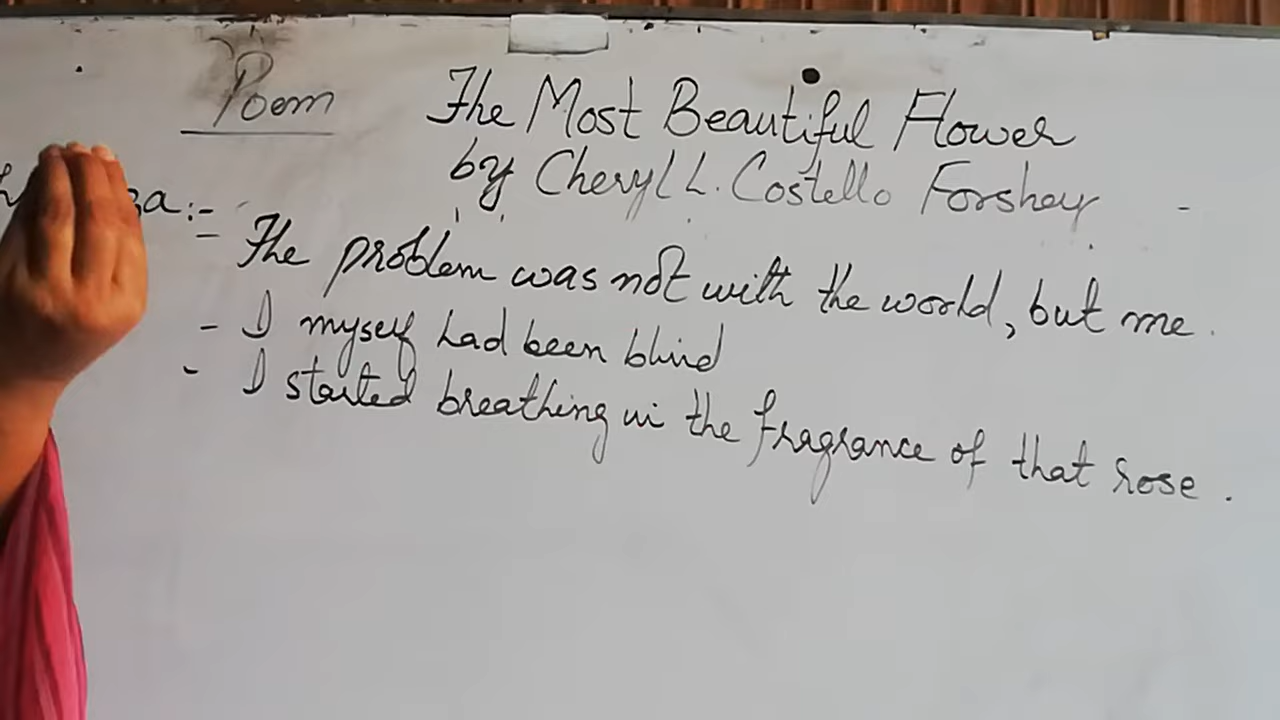 Poem
The Most Beautiful Flower
by Cheryl L. Costello Forshey
- The problem was not with the world, but me.
- I myself had been blind
- I started breathing in the fragrance of that rose.